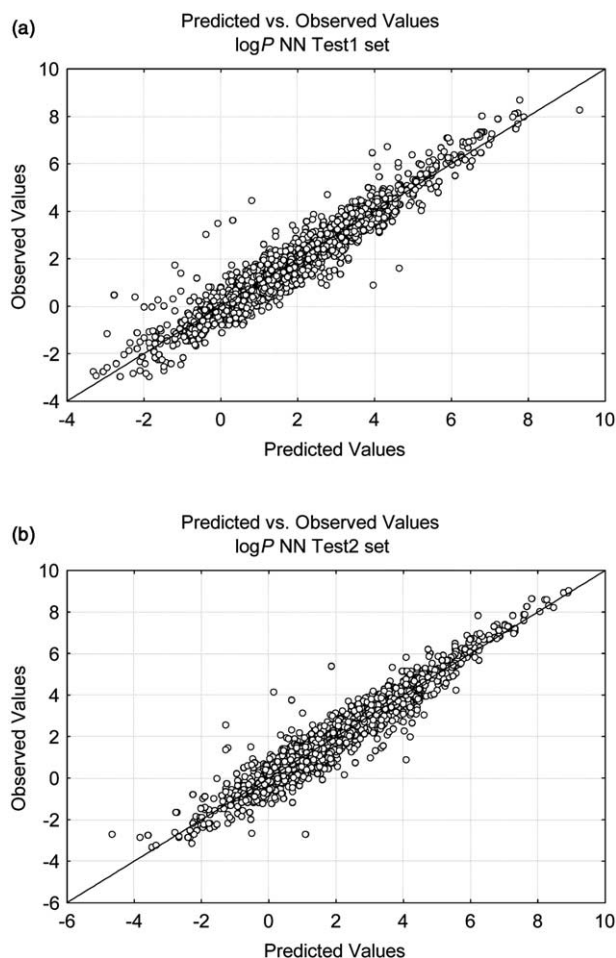 (a)
Predicted vs. Observed Values
logP NN Test1 set
10
8
6
4
2
0
-2
-4
Observed Values
-4 -2 0 2 4 6 8 10
Predicted Values
(b)
Predicted vs. Observed Values
logP NN Test2 set
10
8
6
4
2
0
-2
-4
-6
Observed Values
-6 -4 -2 0 2 4 6 8 10
Predicted Values